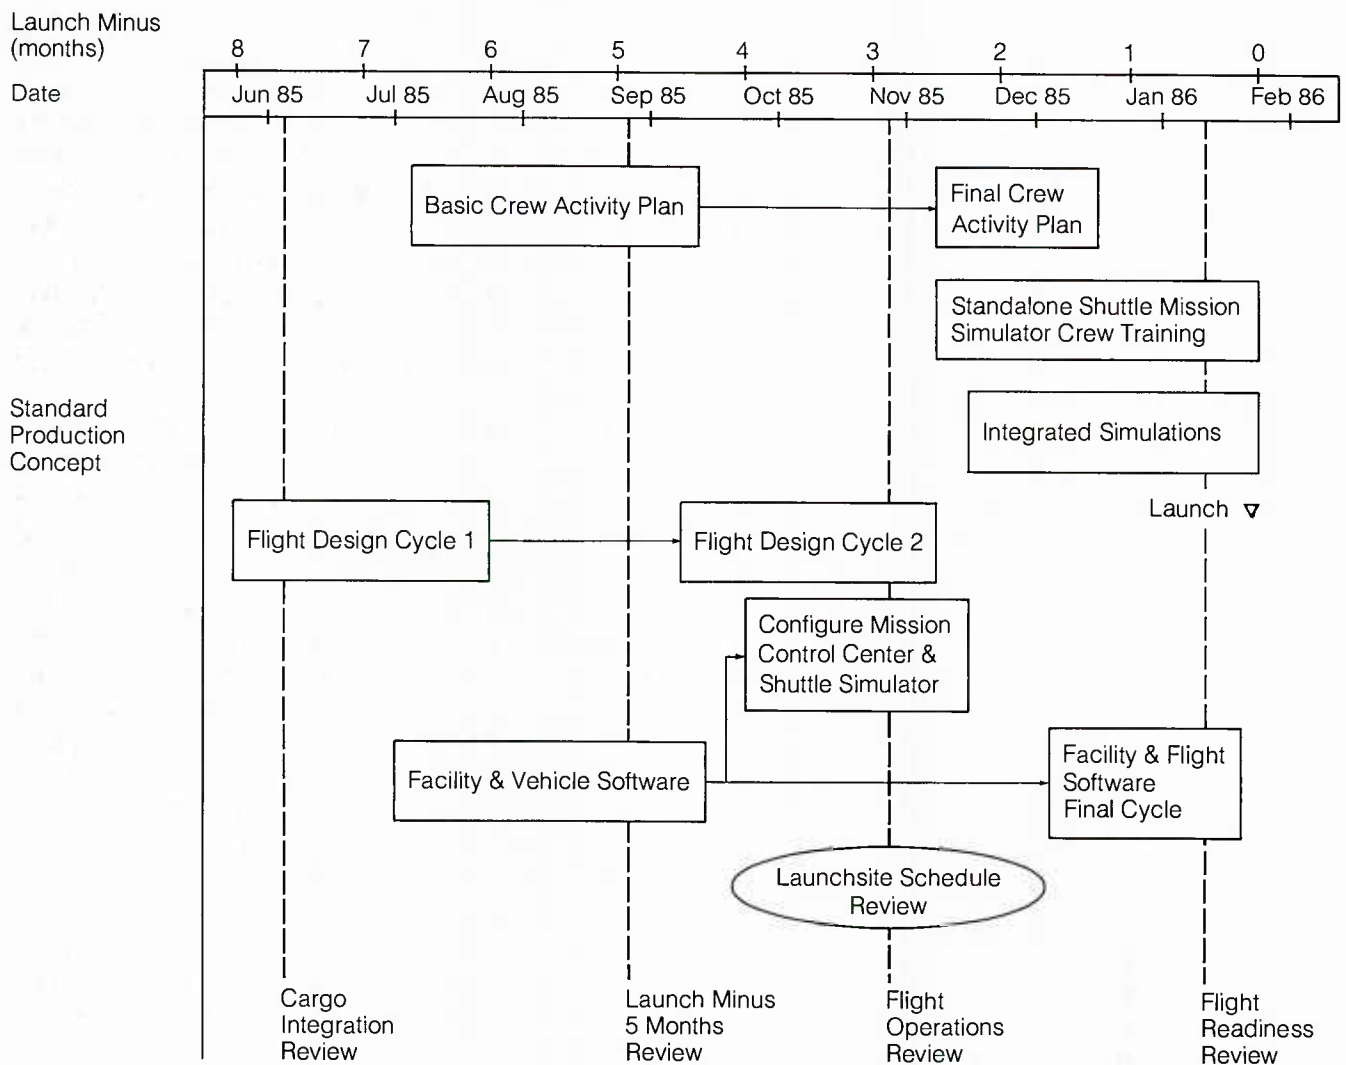 Launch Minus
(months)
8 7 6 5 4 3 2 1 0
Date
Jun 85 Jul 85 Aug 85 Sep 85 Oct 85 Nov 85 Dec 85 Jan 86 Feb 86
Basic Crew Activity Plan
Final Crew
Activity Plan
Standalone Shuttle Mission
Simulator Crew Training
Standard
Production
Concept
Integrated Simulations
Launch
Flight Design Cycle 1
Flight Design Cycle 2
Configure Mission
Control Center &
Shuttle Simulator
Facility & Vehicle Software
Facility & Flight
Software
Final Cycle
Launchsite Schedule
Review
Cargo
Integration
Review
Launch Minus
5 Months
Review
Flight
Operations
Review
Flight
Readiness
Review